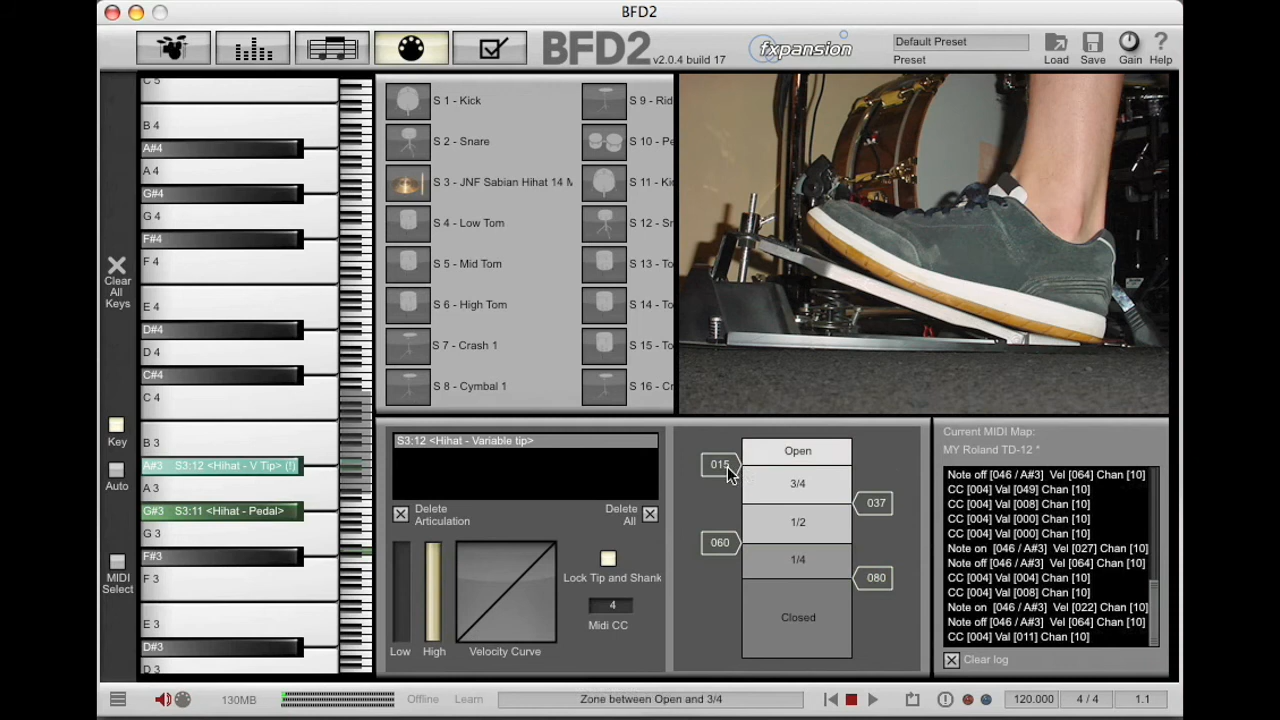 BFD2
BFD2
v2.0.4 build 17
fxpansion
Default Preset
Preset
Load
Save
Gain
Help
C 5
B 4
A#4
A 4
G#4
G 4
F#4
F 4
E 4
D#4
D 4
C#4
C 4
B 3
A#3 S3:12 <Hihat - V Tip> (!)
A 3
G#3 S3:11 <Hihat - Pedal>
G 3
F#3
F 3
E 3
D#3
D 3
Clear
All
Keys
Key
Auto
MIDI
Select
S 1 - Kick
S 2 - Snare
S 3 - JNF Sabian Hihat 14 M
S 4 - Low Tom
S 5 - Mid Tom
S 6 - High Tom
S 7 - Crash 1
S 8 - Cymbal 1
S 9 - Rid
S 10 - Pe
S 11 - Ki
S 12 - Sn
S 13 - To
S 14 - To
S 15 - To
S 16 - Cr
S3:12 <Hihat - Variable tip>
Delete
Articulation
Delete
All
Lock Tip and Shank
4
Midi CC
Low
High
Velocity Curve
Open
015
3/4
037
1/2
060
1/4
080
Closed
Current MIDI Map:
MY Roland TD-12 *
Note off [046 / A#3] Vel [064] Chan [10]
CC [004] Val [049] Chan [10]
CC [004] Val [008] Chan [10]
CC [004] Val [000] Chan [10]
CC [004] Val [000] Chan [10]
Note on [046 / A#3] Vel [027] Chan [10]
Note off [046 / A#3] Vel [064] Chan [10]
CC [004] Val [004] Chan [10]
CC [004] Val [008] Chan [10]
Note on [046 / A#3] Vel [022] Chan [10]
Note off [046 / A#3] Vel [064] Chan [10]
CC [004] Val [011] Chan [10]
Clear log
130MB
Offline
Learn
Zone between Open and 3/4
120.000
4 / 4
1.1